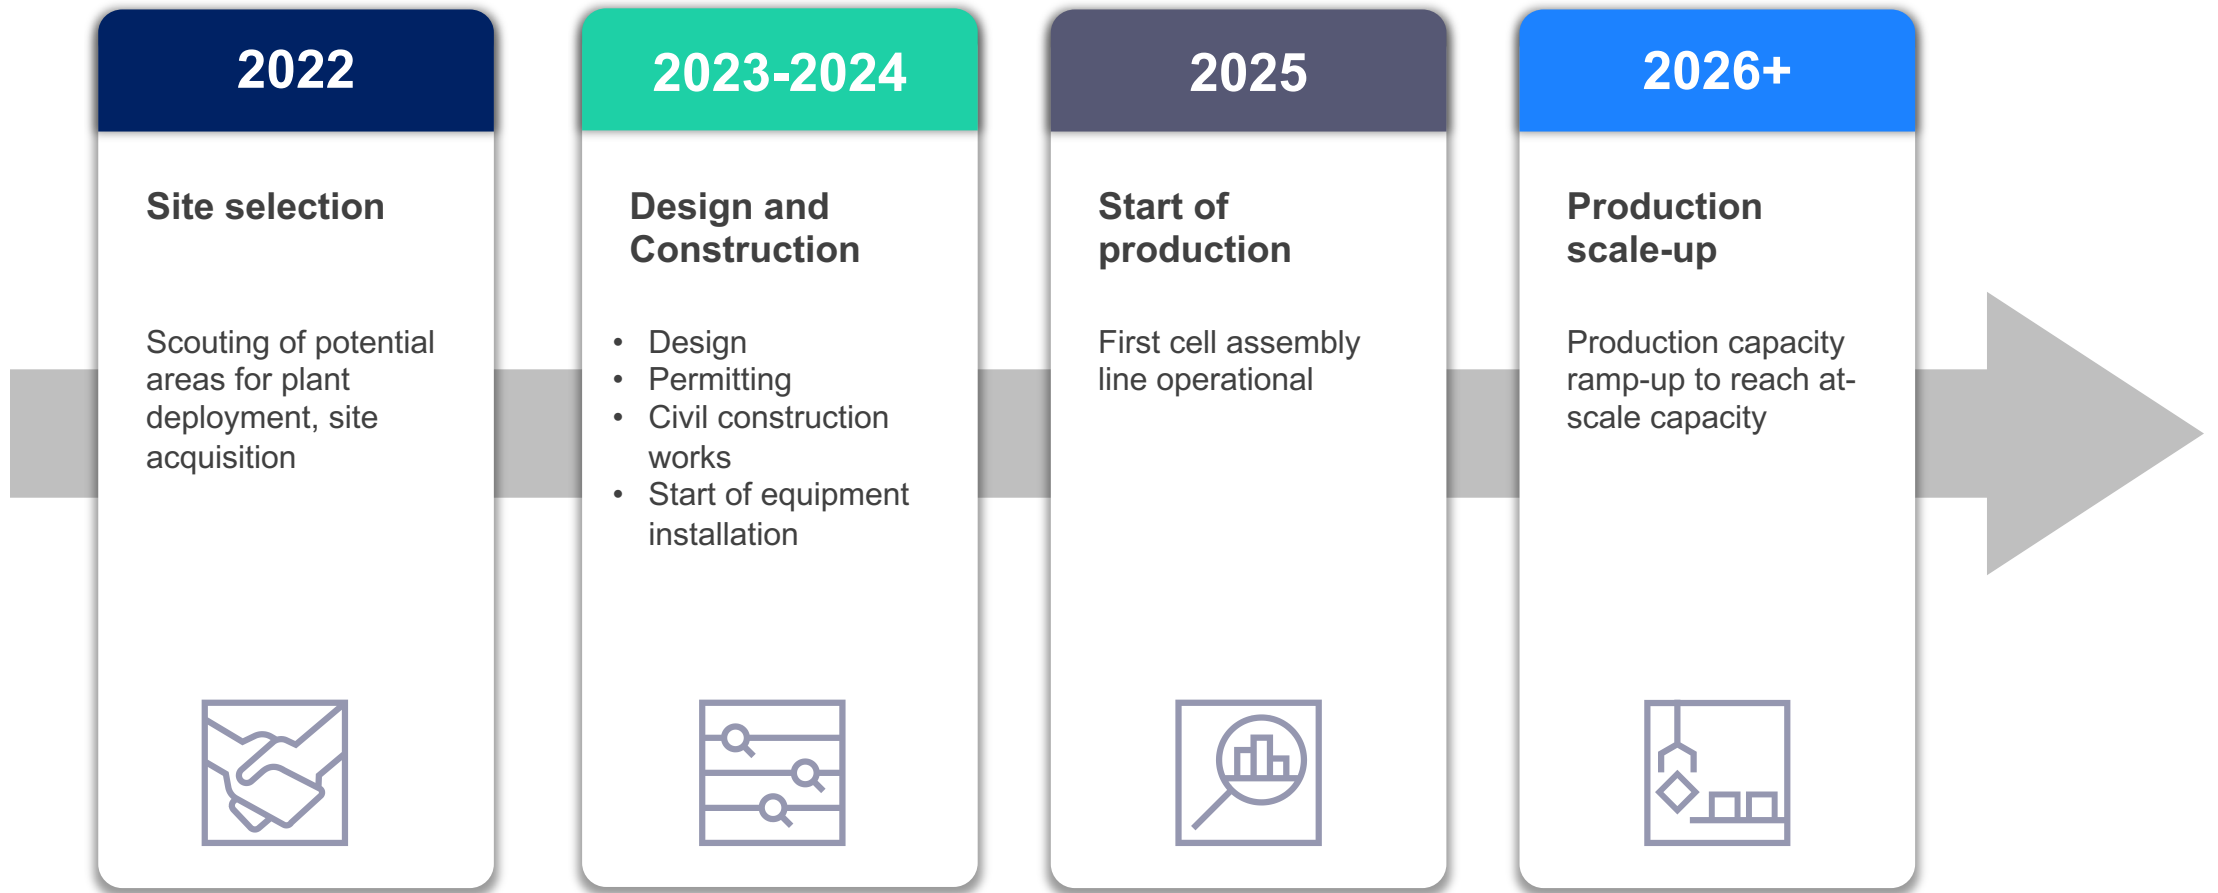 2022
Site selection
Scouting of potential
areas for plant
deployment, site
acquisition
2023-2024
Design and
Construction
• Design
• Permitting
• Civil construction
works
• Start of equipment
installation
2025
Start of
production
First cell assembly
line operational
2026+
Production
scale-up
Production capacity
ramp-up to reach at-
scale capacity